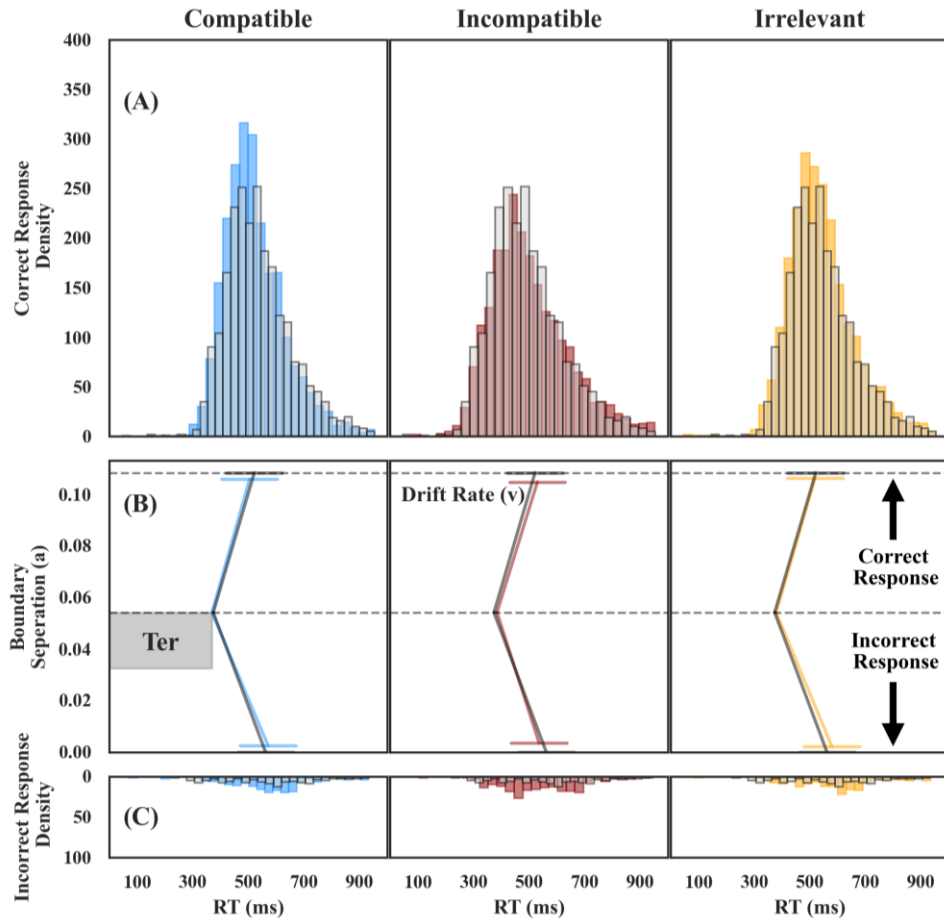 Compatible Incompatible Irrelevant
400
350
300
250
200
150
100
50
0
Correct Response
Density
(A)
0.10
0.08
0.06
0.04
0.02
0.00
Boundary
Seperation (a)
(B)
Drift Rate (v)
Ter
Correct
Response
Incorrect
Response
0
50
100
Incorrect Response
Density
(C)
100 300 500 700 900 100 300 500 700 900 100 300 500 700 900
RT (ms) RT (ms) RT (ms)